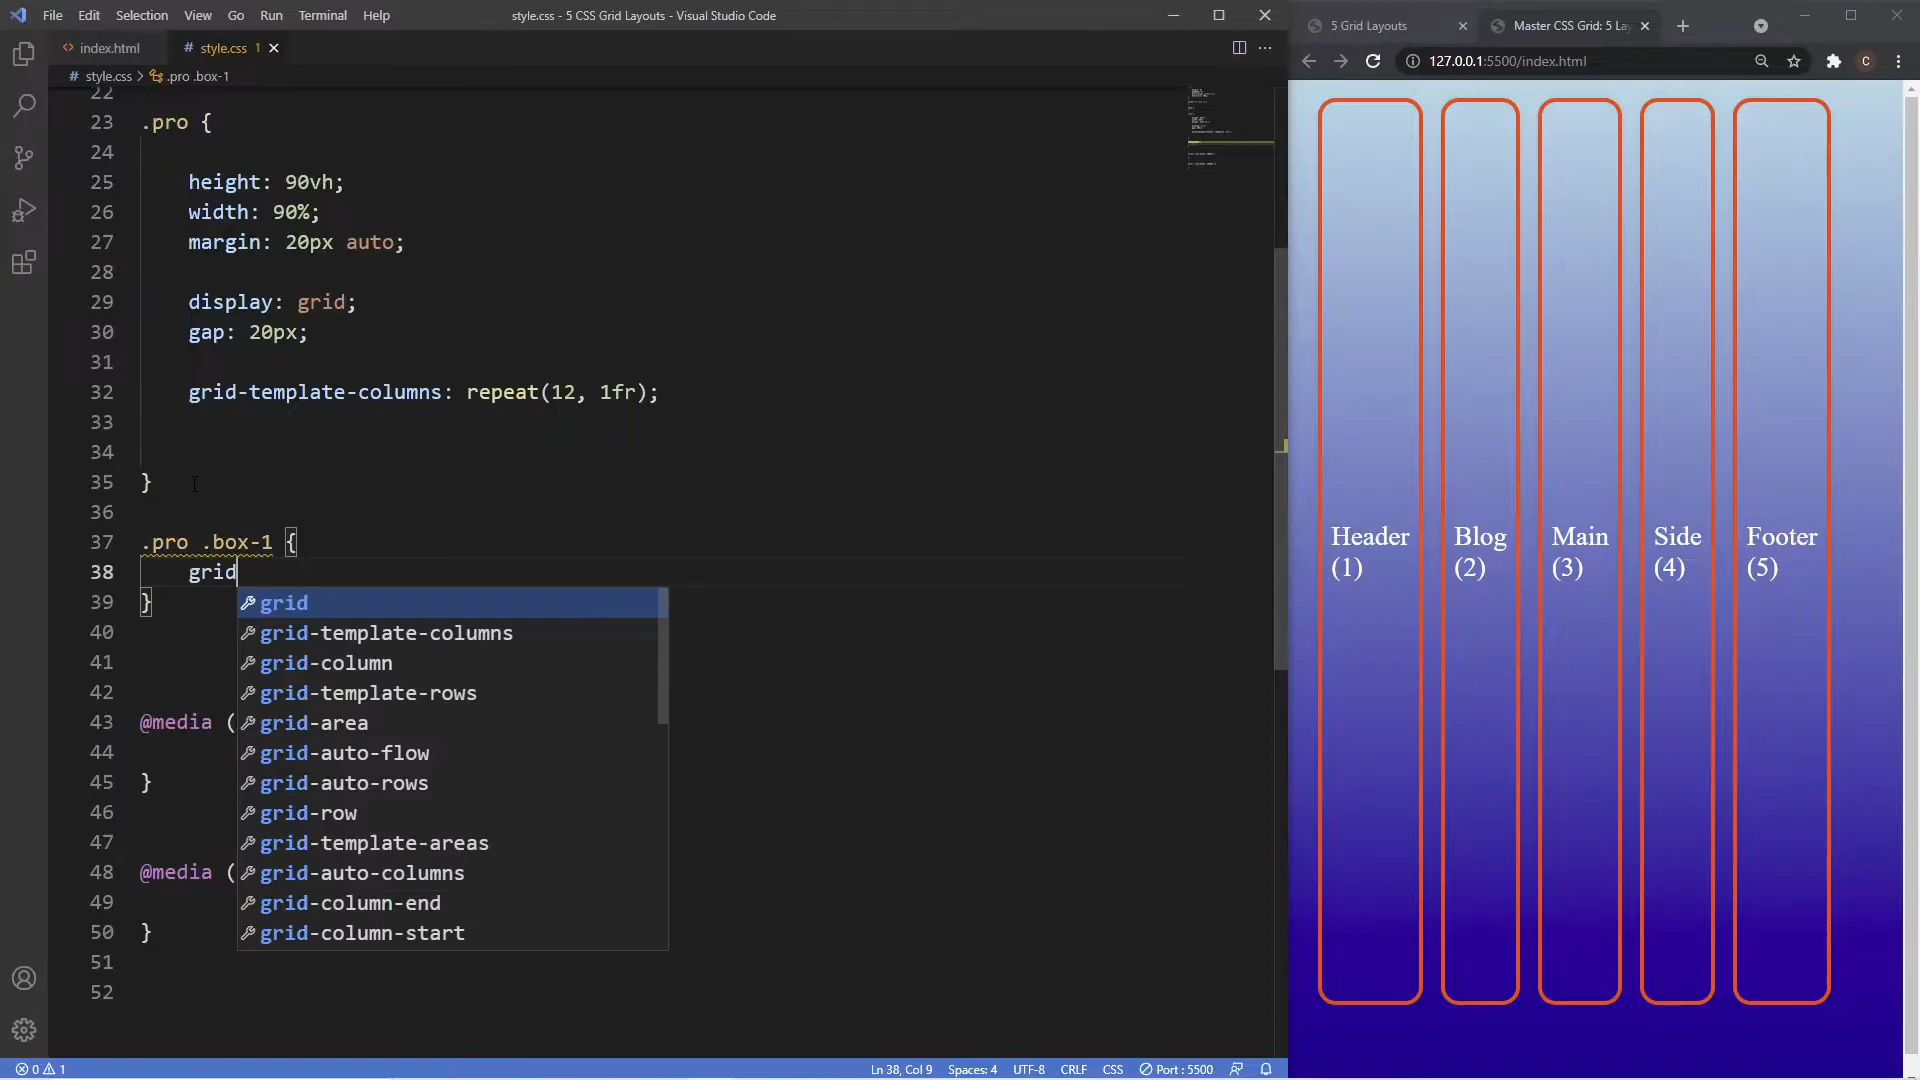 File Edit Selection View Go Run Terminal Help
style.css - 5 CSS Grid Layouts - Visual Studio Code
index.html
# style.css 1
# style.css > .pro .box-1
22
23 .pro {
24
25 height: 90vh;
26 width: 90%;
27 margin: 20px auto;
28
29 display: grid;
30 gap: 20px;
31
32 grid-template-columns: repeat(12, 1fr);
33
34
35 }
36
37 .pro .box-1 {
38 grid
39 }
40
41
42
43 @media (
44
45 }
46
47
48 @media (
49
50 }
51
52
grid
grid-template-columns
grid-column
grid-template-rows
grid-area
grid-auto-flow
grid-auto-rows
grid-row
grid-template-areas
grid-auto-columns
grid-column-end
grid-column-start
0 1
Ln 38, Col 9 Spaces: 4 UTF-8 CRLF CSS Port : 5500
5 Grid Layouts
Master CSS Grid: 5 La
127.0.0.1:5500/index.html
C
Header
(1)
Blog
(2)
Main
(3)
Side
(4)
Footer
(5)